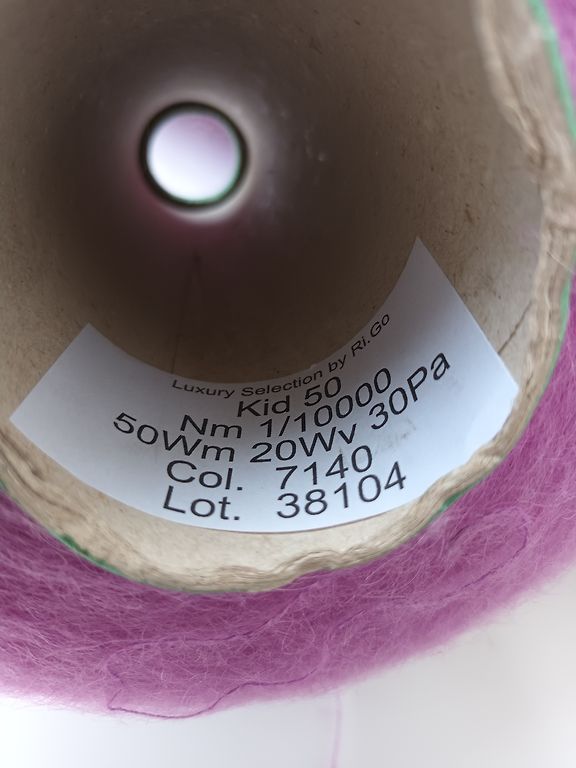 Luxury Selection by Ri.Go
Kid 50
Nm 1/10000
50Wm 20Wv 30Pa
Col. 7140
Lot. 38104